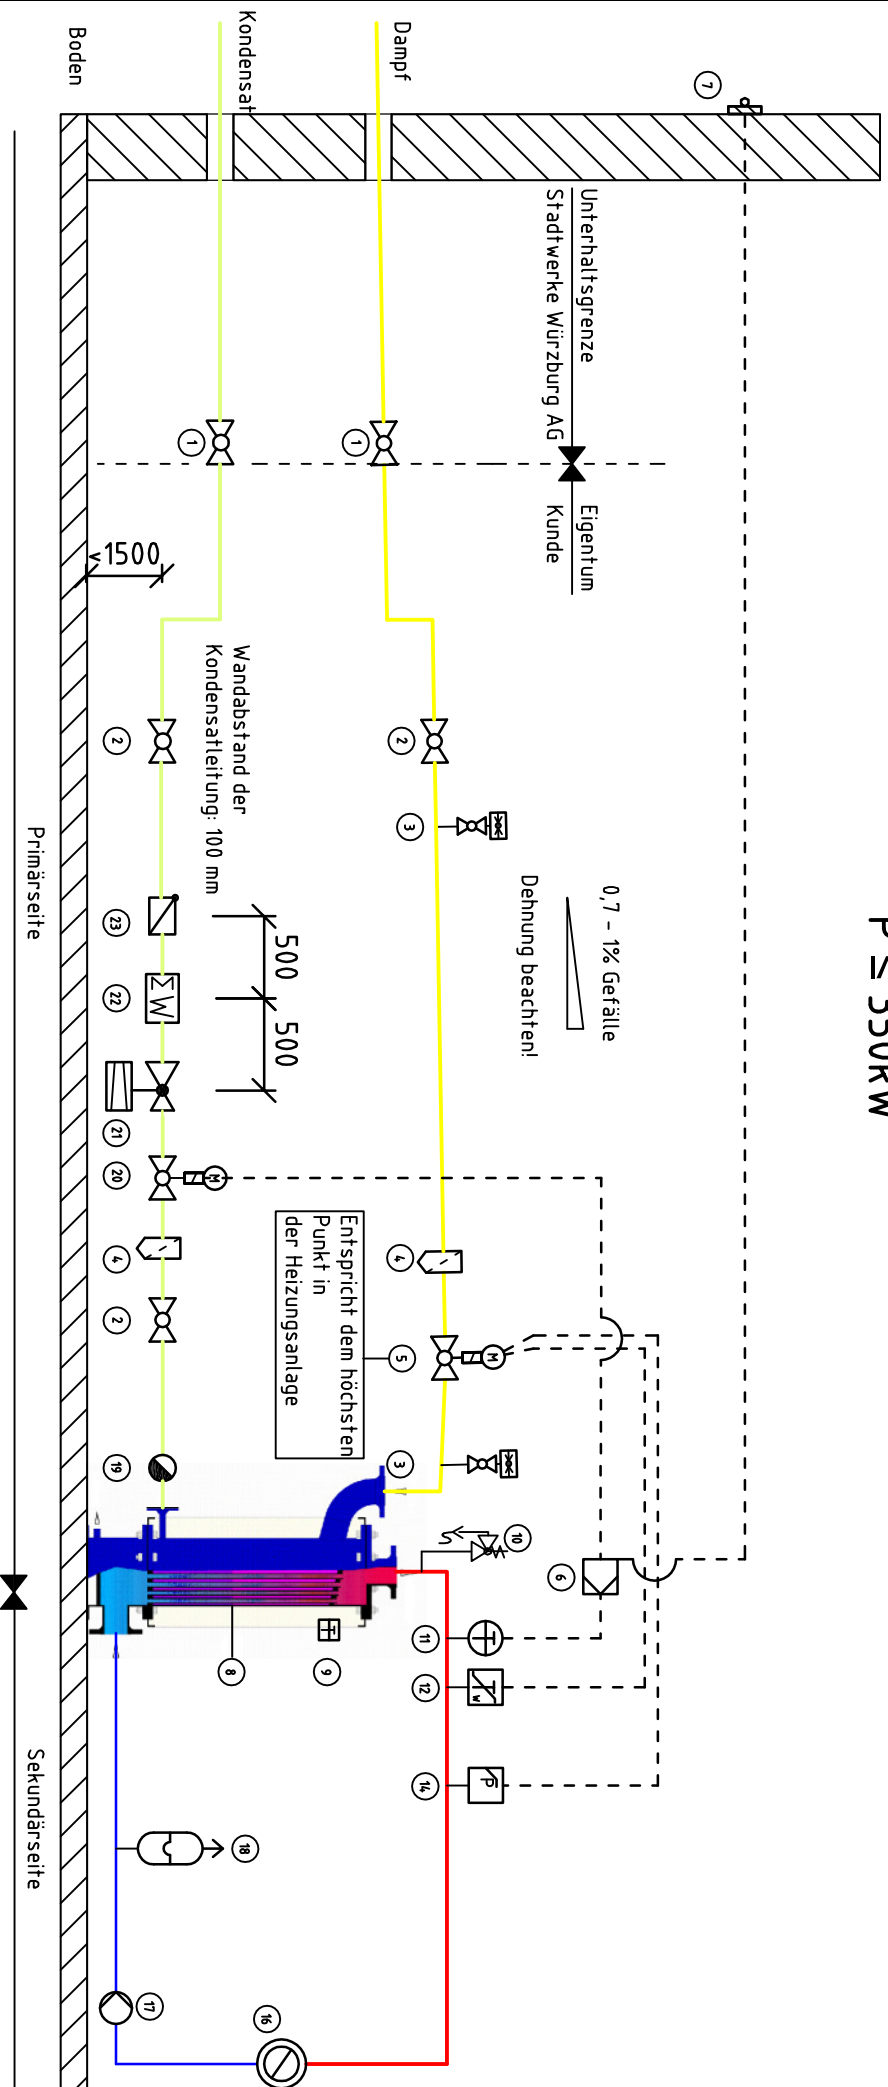 P ≤ 550kW
7
Dampf
Kondensat
Boden
Unterhaltsgrenze
Stadtwerke Würzburg AG
Eigentum
Kunde
1
1
<1500
Wandabstand der
Kondensatleitung: 100 mm
2
2
3
0,7 - 1% Gefälle
Dehnung beachten!
500
500
23
22
ΣW
21
20
M
4
2
19
4
5
M
Entspricht dem höchsten
Punkt in
der Heizungsanlage
3
10
6
11
T
12
T
W
14
P
8
9
T
18
17
16
Primärseite
Sekundärseite